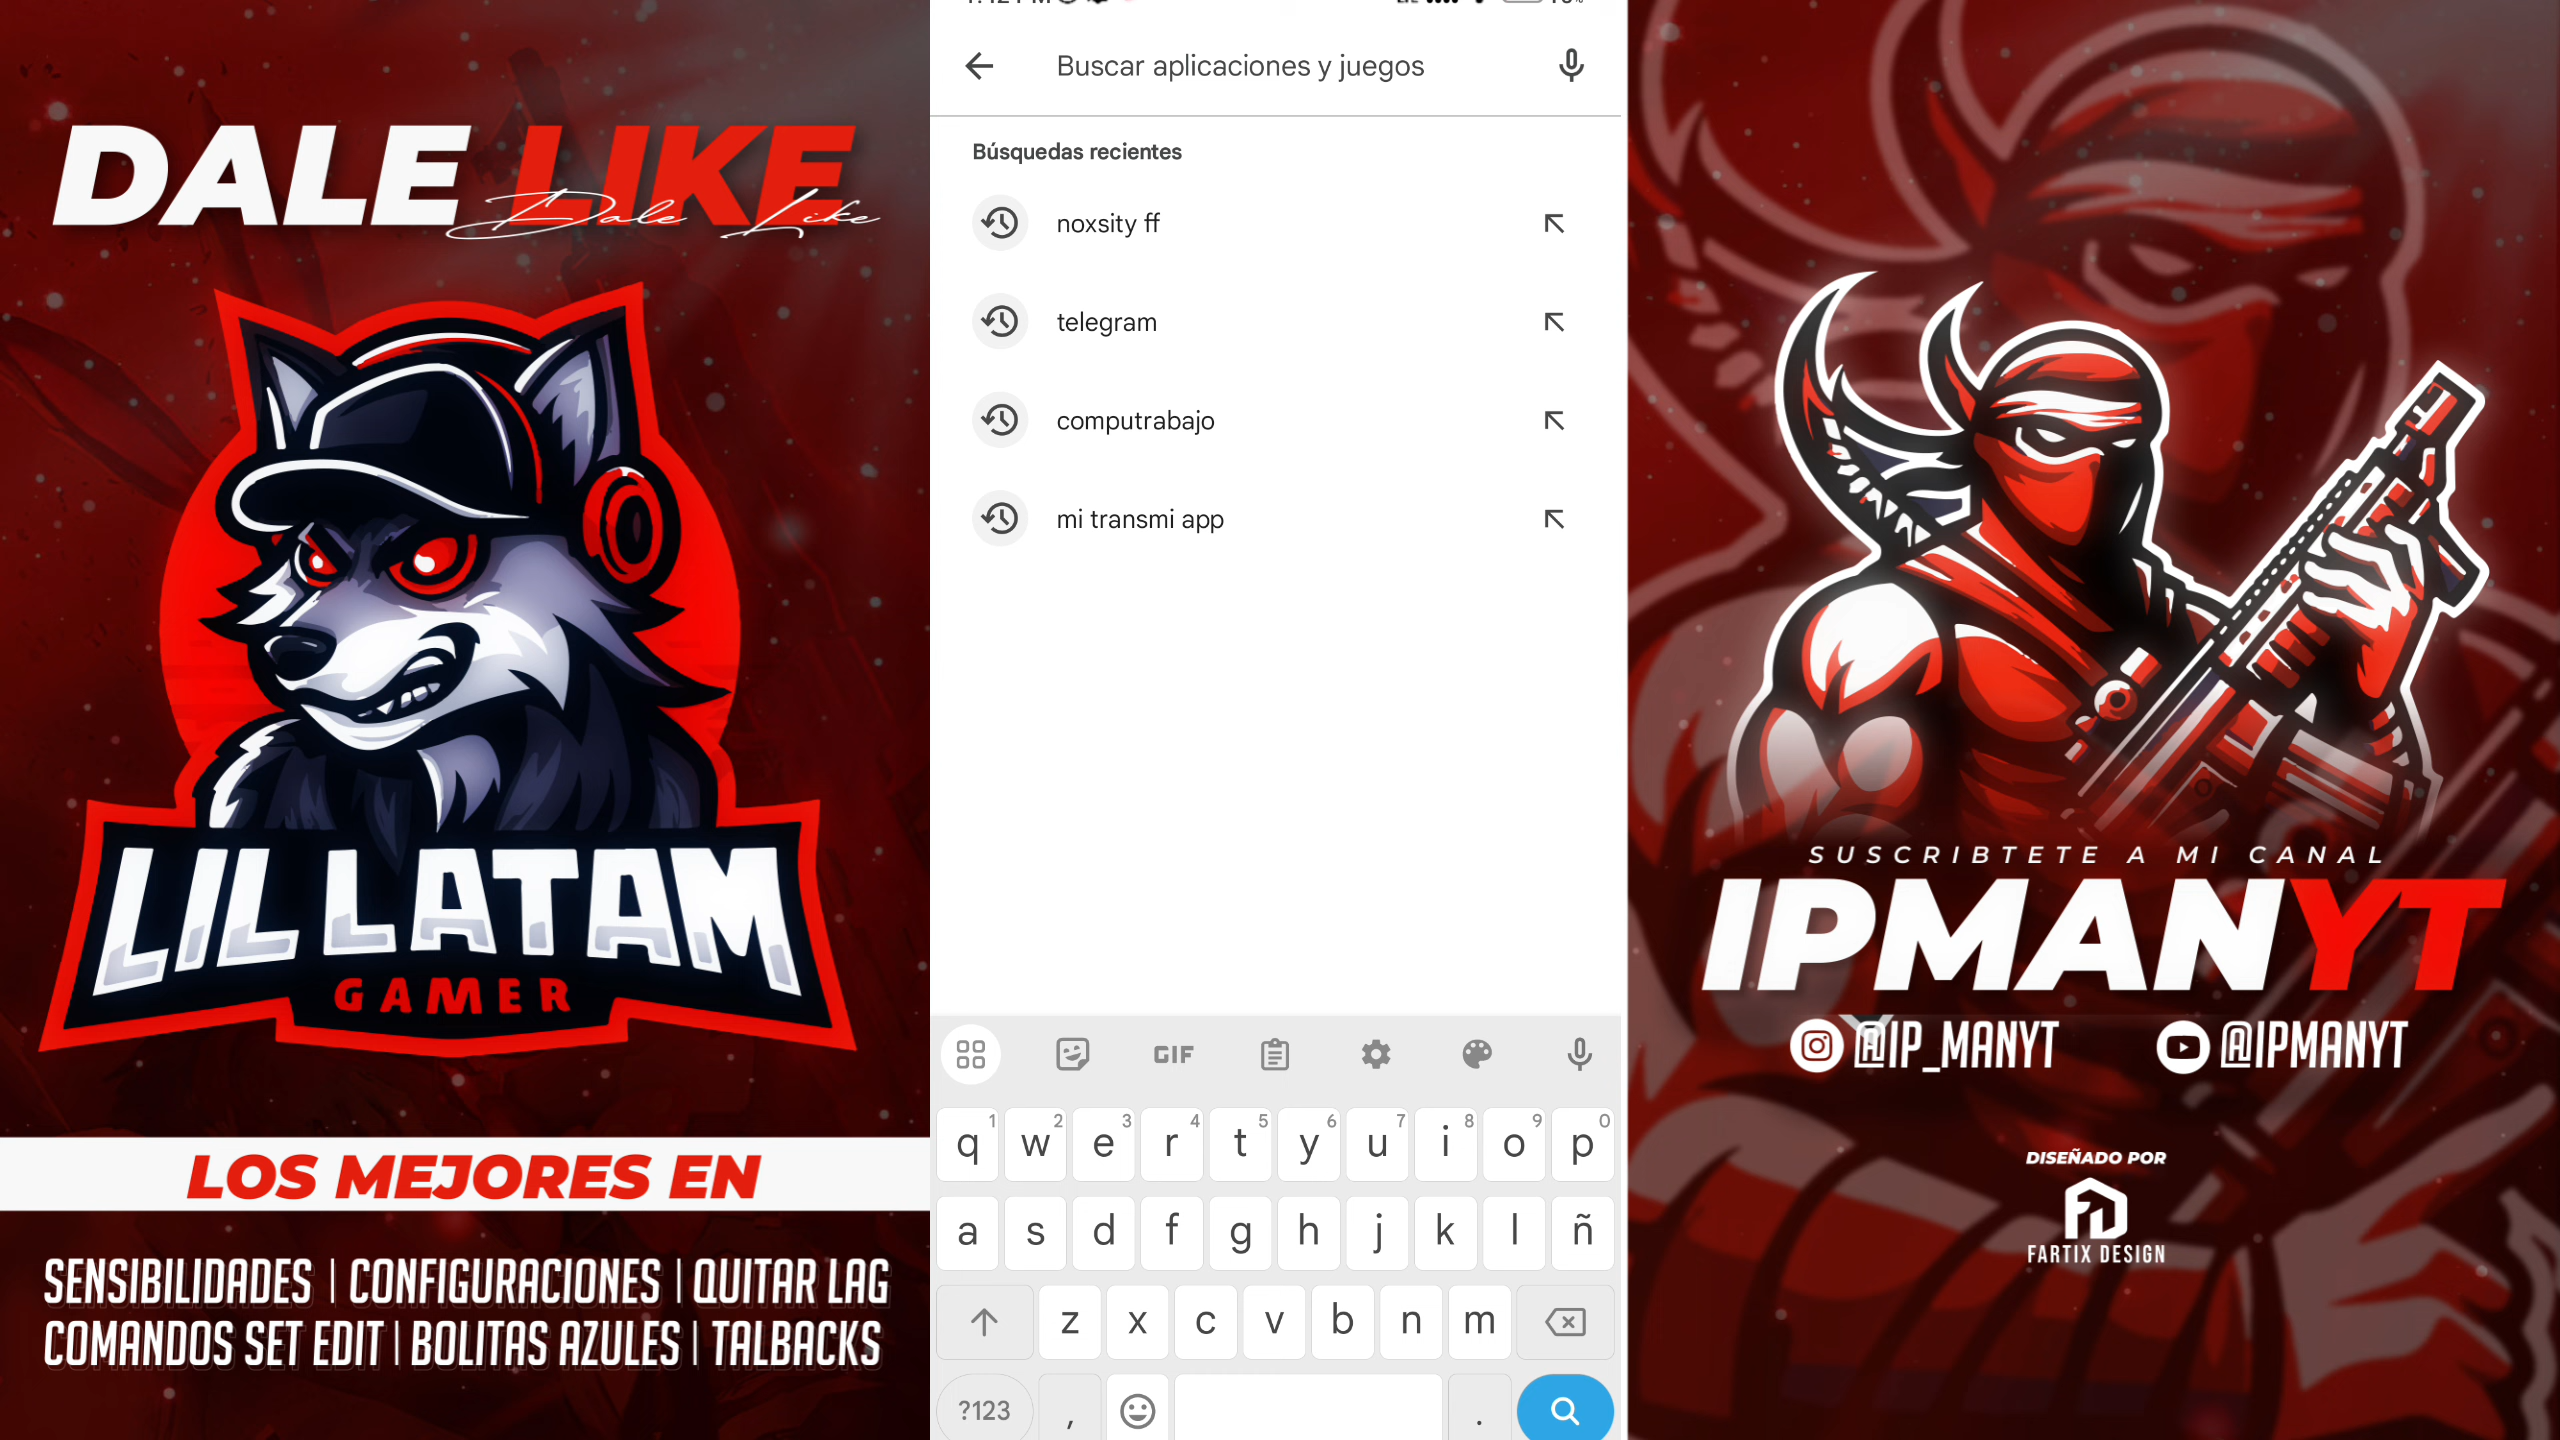 DALE LIKE
Dale Like
LIL LATAM
GAMER
LOS MEJORES EN
SENSIBILIDADES | CONFIGURACIONES | QUITAR LAG
COMANDOS SET EDIT | BOLITAS AZULES | TALBACKS
Buscar aplicaciones y juegos
Búsquedas recientes
noxsity ff
telegram
computrabajo
mi transmi app
GIF
q 1 w 2 e 3 r 4 t 5 y 6 u 7 i 8 o 9 p 0
a s d f g h j k l ñ
z x c v b n m
?123 , .
SUSCRIBTETE A MI CANAL
IPMANYT
@IP_MANYT @IPMANYT
DISEÑADO POR
FARTIX DESIGN